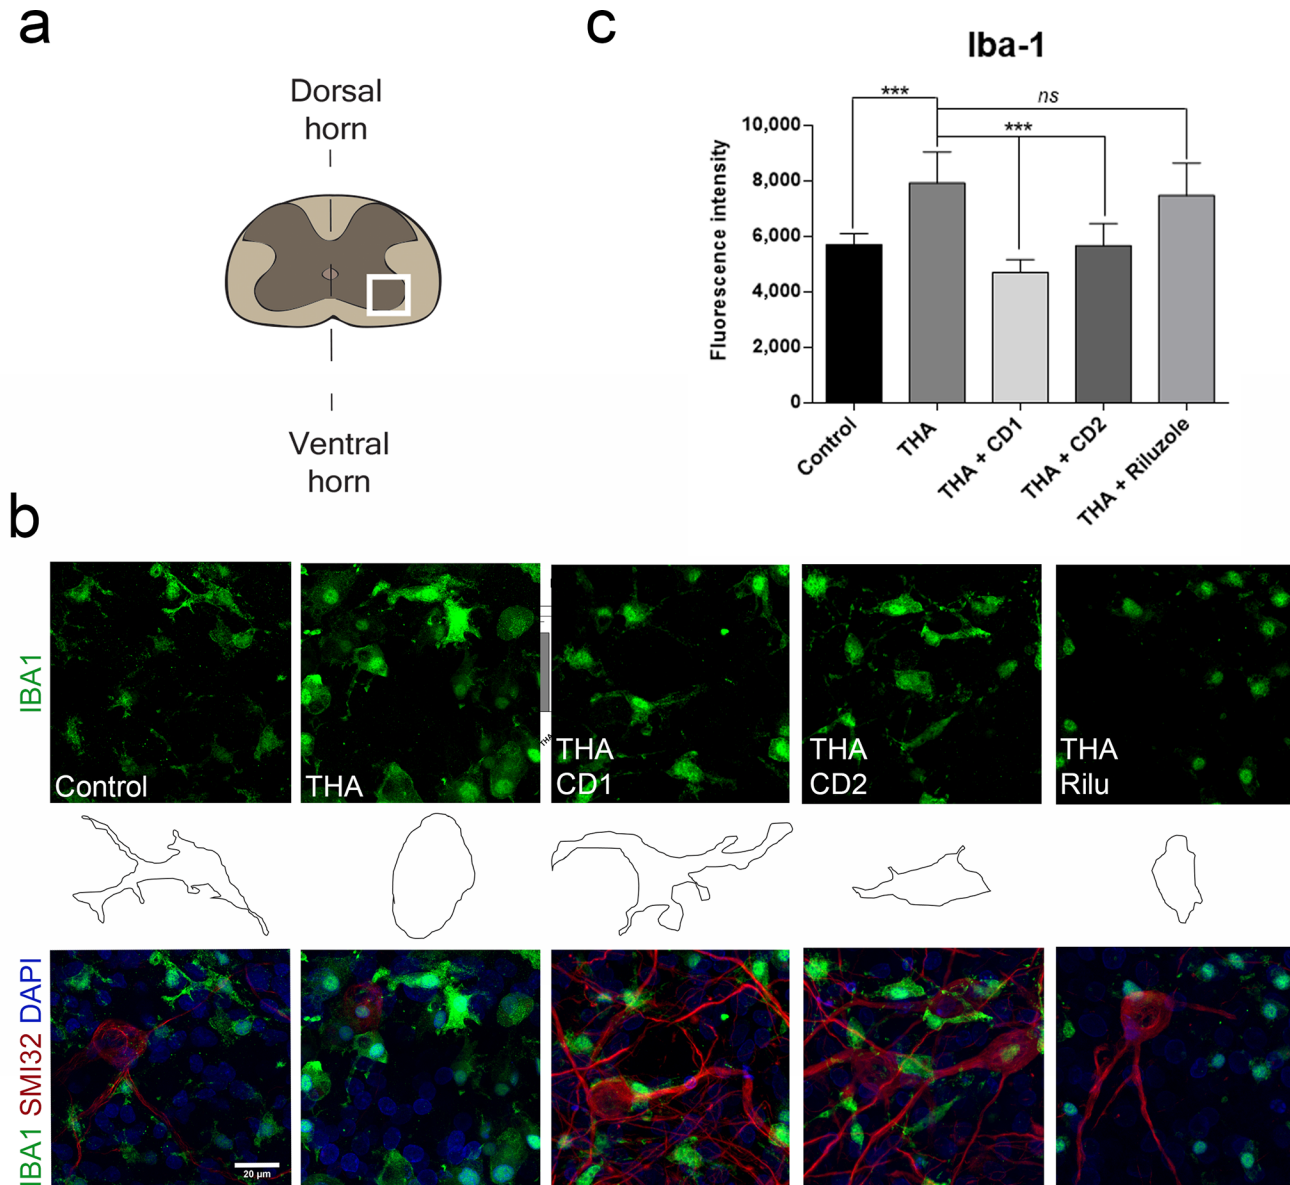 a
Dorsal
horn
Ventral
horn
c
Iba-1
***
ns
***
Fluorescence intensity
10,000
8,000
6,000
4,000
2,000
0
Control
THA
THA + CD1
THA + CD2
THA + Riluzole
b
IBA1
Control
THA
THA
THA
CD1
THA
CD2
THA
Rilu
IBA1 SMI32 DAPI
20 µm